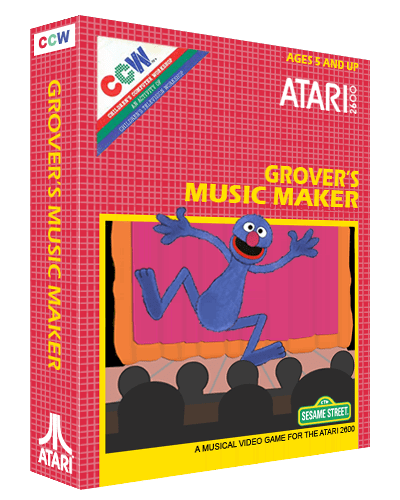 CCW
GROVER'S MUSIC MAKER
ATARI
CCW
CHILDREN'S COMPUTER WORKSHOP
AN ACTIVITY OF
CHILDREN'S TELEVISION WORKSHOP
AGES 5 AND UP
ATARI 2600
GROVER'S
MUSIC MAKER
CTW
SESAME STREET
A MUSICAL VIDEO GAME FOR THE ATARI 2600